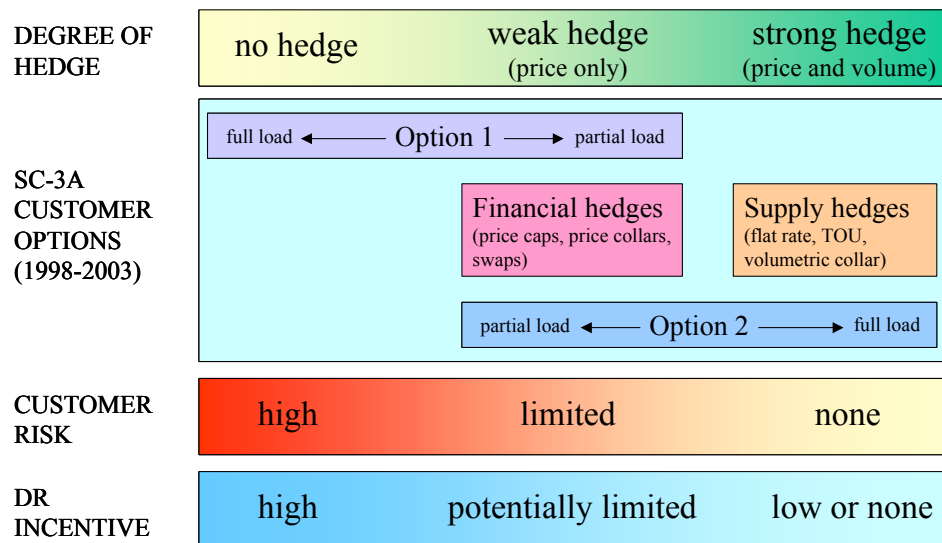 DEGREE OF
HEDGE
no hedge
weak hedge
(price only)
strong hedge
(price and volume)
SC-3A
CUSTOMER
OPTIONS
(1998-2003)
full load
Option 1
partial load
Financial hedges
(price caps, price collars,
swaps)
Supply hedges
(flat rate, TOU,
volumetric collar)
partial load
Option 2
full load
CUSTOMER
RISK
high
limited
none
DR
INCENTIVE
high
potentially limited
low or none